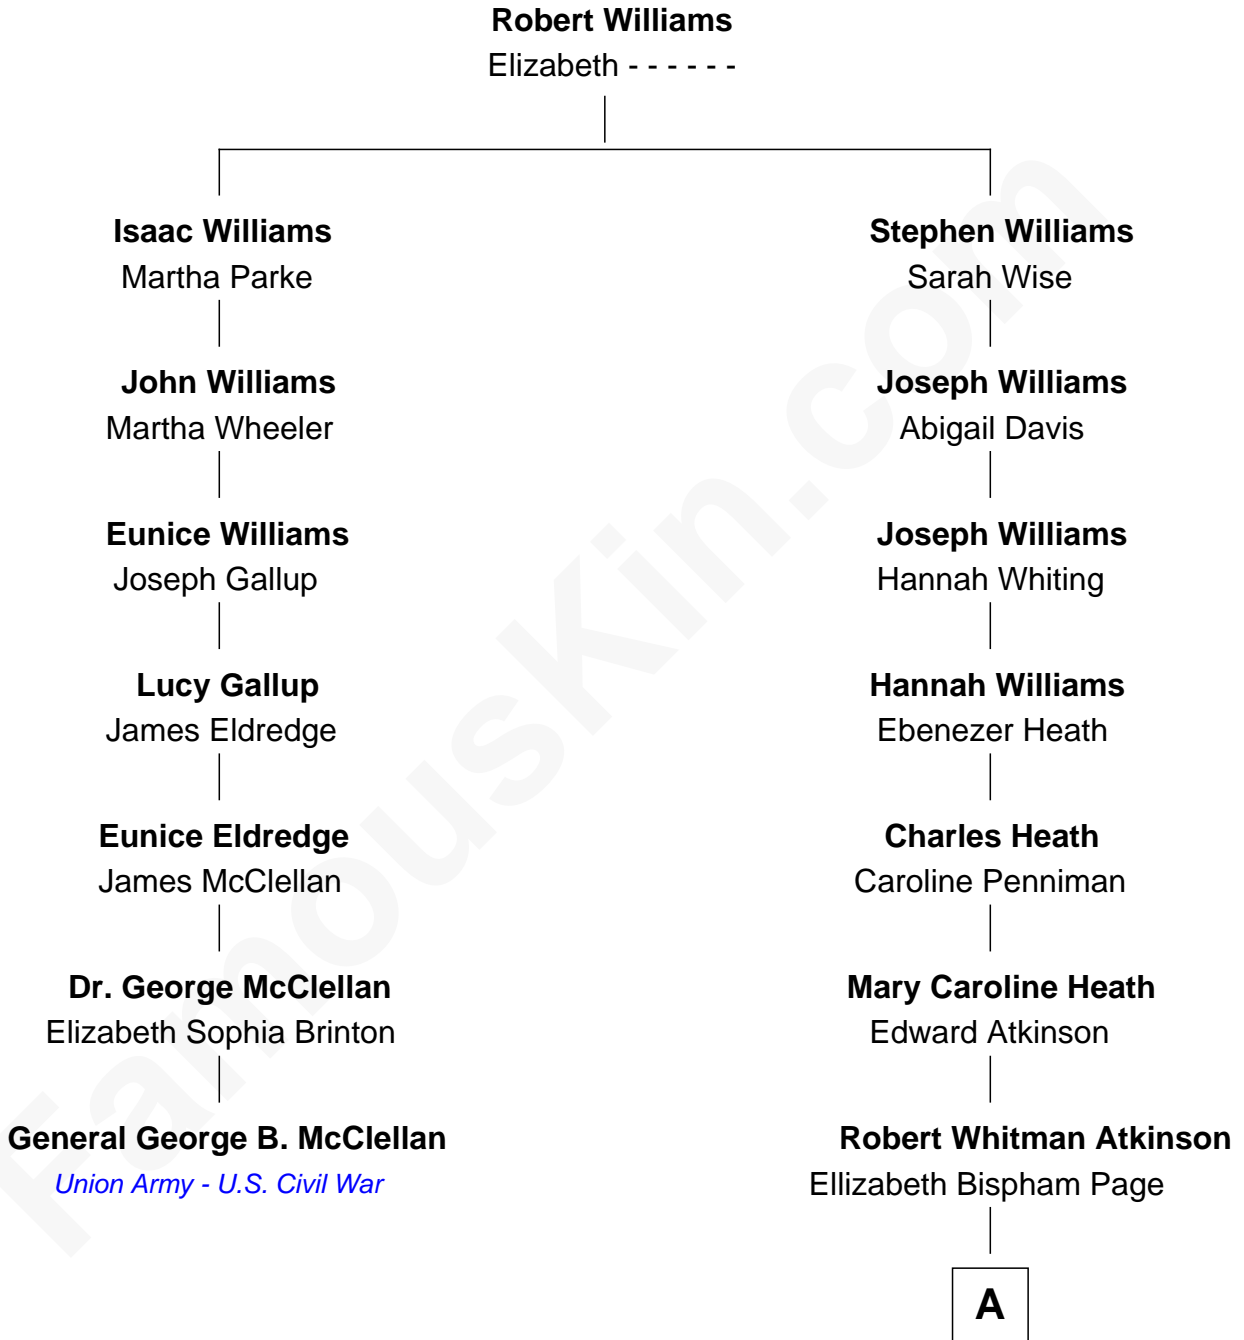 Robert Williams
Elizabeth - - - - - -
Isaac Williams
Martha Parke
Stephen Williams
Sarah Wise
John Williams
Martha Wheeler
Joseph Williams
Abigail Davis
Eunice Williams
Joseph Gallup
Joseph Williams
Hannah Whiting
Lucy Gallup
James Eldredge
Hannah Williams
Ebenezer Heath
Eunice Eldredge
James McClellan
Charles Heath
Caroline Penniman
Dr. George McClellan
Elizabeth Sophia Brinton
Mary Caroline Heath
Edward Atkinson
General George B. McClellan
Union Army - U.S. Civil War
Robert Whitman Atkinson
Ellizabeth Bispham Page
A
FamousKin.com